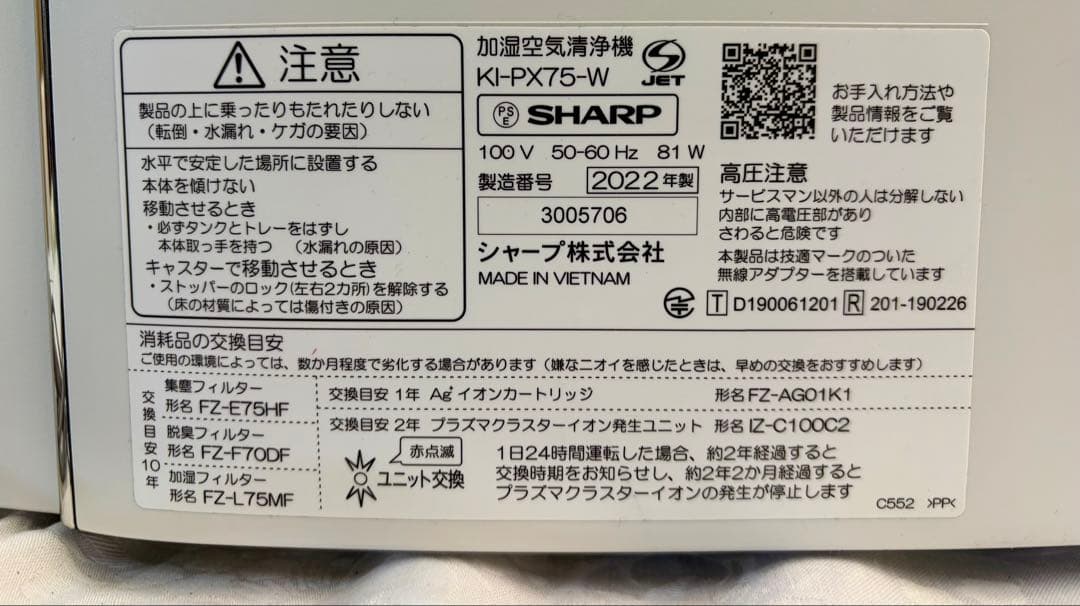 注意
製品の上に乗ったりもたれたりしない
（転倒・水漏れ・ケガの要因）
水平で安定した場所に設置する
本体を傾けない
移動させるとき
・必ずタンクとトレーをはずし
本体取っ手を持つ （水漏れの原因）
キャスターで移動させるとき
・ストッパーのロック(左右2カ所)を解除する
（床の材質によっては傷付きの原因）
加湿空気清浄機
KI-PX75-W
S JET
PS E SHARP
100 V 50-60 Hz 81 W
製造番号 2022年製
3005706
シャープ株式会社
MADE IN VIETNAM
お手入れ方法や
製品情報をご覧
いただけます
高圧注意
サービスマン以外の人は分解しない
内部に高電圧部があり
さわると危険です
本製品は技適マークのついた
無線アダプターを搭載しています
T D190061201 R 201-190226
消耗品の交換目安
ご使用の環境によっては、数か月程度で劣化する場合があります（嫌なニオイを感じたときは、早めの交換をおすすめします）
交換目安10年
集塵フィルター
形名 FZ-E75HF
脱臭フィルター
形名 FZ-F70DF
加湿フィルター
形名 FZ-L75MF
交換目安 1年 Ag+イオンカートリッジ 形名 FZ-AG01K1
交換目安 2年 プラズマクラスターイオン発生ユニット 形名 IZ-C100C2
赤点滅
ユニット交換
1日24時間運転した場合、約2年経過すると
交換時期をお知らせし、約2年2か月経過すると
プラズマクラスターイオンの発生が停止します
C552 >PP<